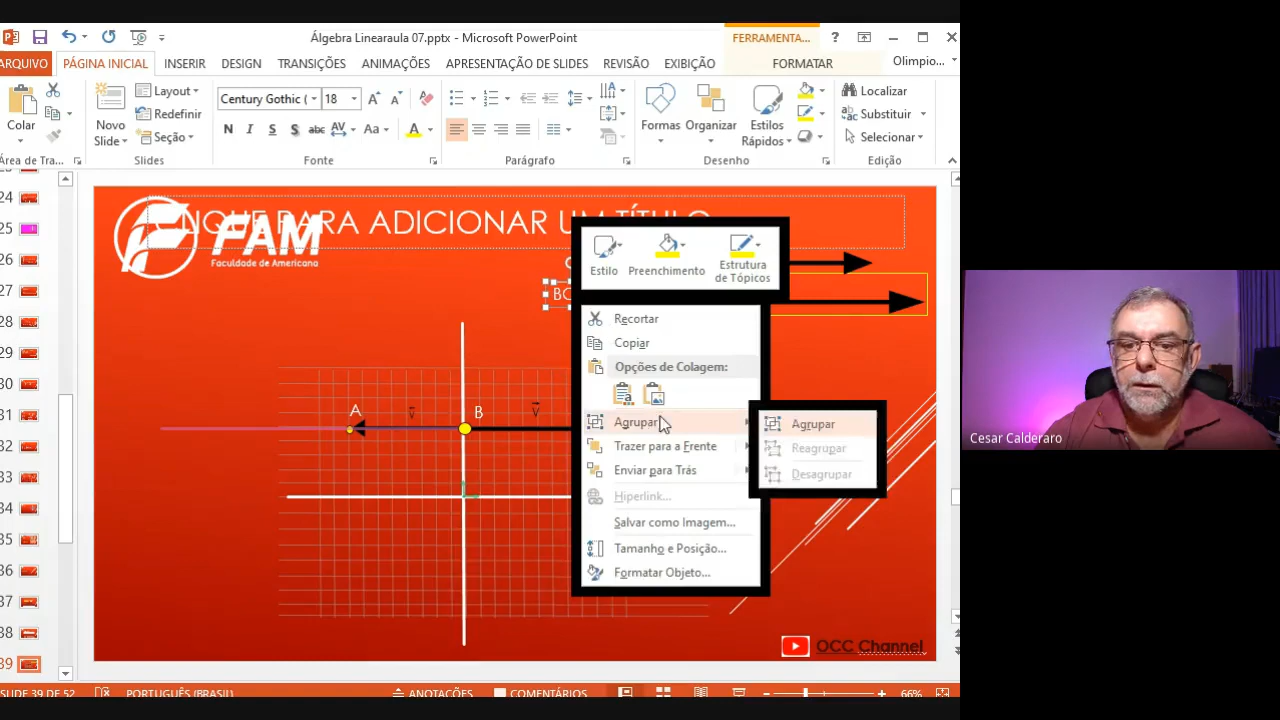 Álgebra Linearaula 07.pptx - Microsoft PowerPoint
FERRAMENTA...
?
ARQUIVO PÁGINA INICIAL INSERIR DESIGN TRANSIÇÕES ANIMAÇÕES APRESENTAÇÃO DE SLIDES REVISÃO EXIBIÇÃO FORMATAR Olimpio...
Colar
Novo
Slide
Layout
Redefinir
Seção
Century Gothic ( 18
N I S S abc AV Aa A
Formas Organizar Estilos
Rápidos
Localizar
Substituir
Selecionar
Área de Tra... Slides Fonte Parágrafo Desenho Edição
24
25
26
27
28
29
30
31
32
33
34
35
36
37
38
39
CLIQUE PARA ADICIONAR UM TÍTULO
FAM
Faculdade de Americana
Estilo Preenchimento Estrutura
de Tópicos
Recortar
Copiar
Opções de Colagem:
Agrupar
Trazer para a Frente
Enviar para Trás
Hiperlink...
Salvar como Imagem...
Tamanho e Posição...
Formatar Objeto...
Agrupar
Reagrupar
Desagrupar
A v B v
OCC Channel
Cesar Calderaro
SLIDE 39 DE 52 PORTUGUÊS (BRASIL) ANOTAÇÕES COMENTÁRIOS 66%